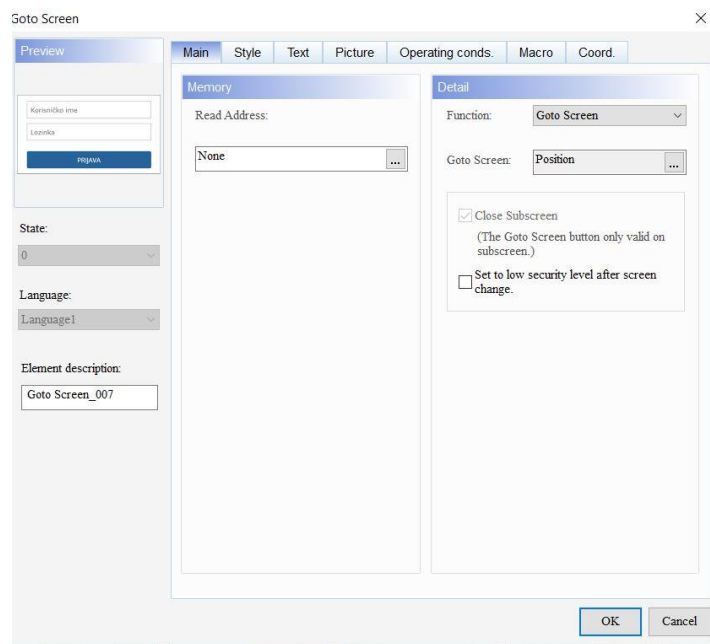 Goto Screen
Preview
Korisničko ime
Lozinka
PRIJAVA
State:
0
Language:
Language1
Element description:
Goto Screen_007
Main Style Text Picture Operating conds. Macro Coord.
Memory
Read Address:
None
...
Detail
Function: Goto Screen
Goto Screen: Position
...
Close Subscreen
(The Goto Screen button only valid on
subscreen.)
Set to low security level after screen
change.
OK Cancel